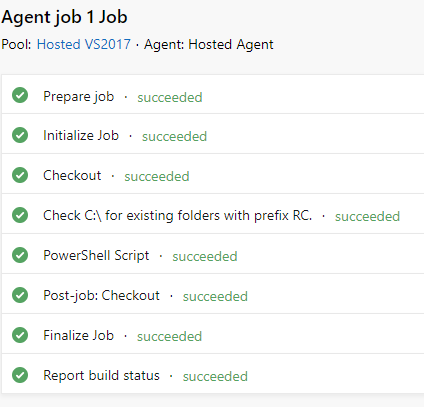 Agent job 1 Job
Pool: Hosted VS2017 · Agent: Hosted Agent
Prepare job · succeeded
Initialize Job · succeeded
Checkout · succeeded
Check C:\ for existing folders with prefix RC. · succeeded
PowerShell Script · succeeded
Post-job: Checkout · succeeded
Finalize Job · succeeded
Report build status · succeeded